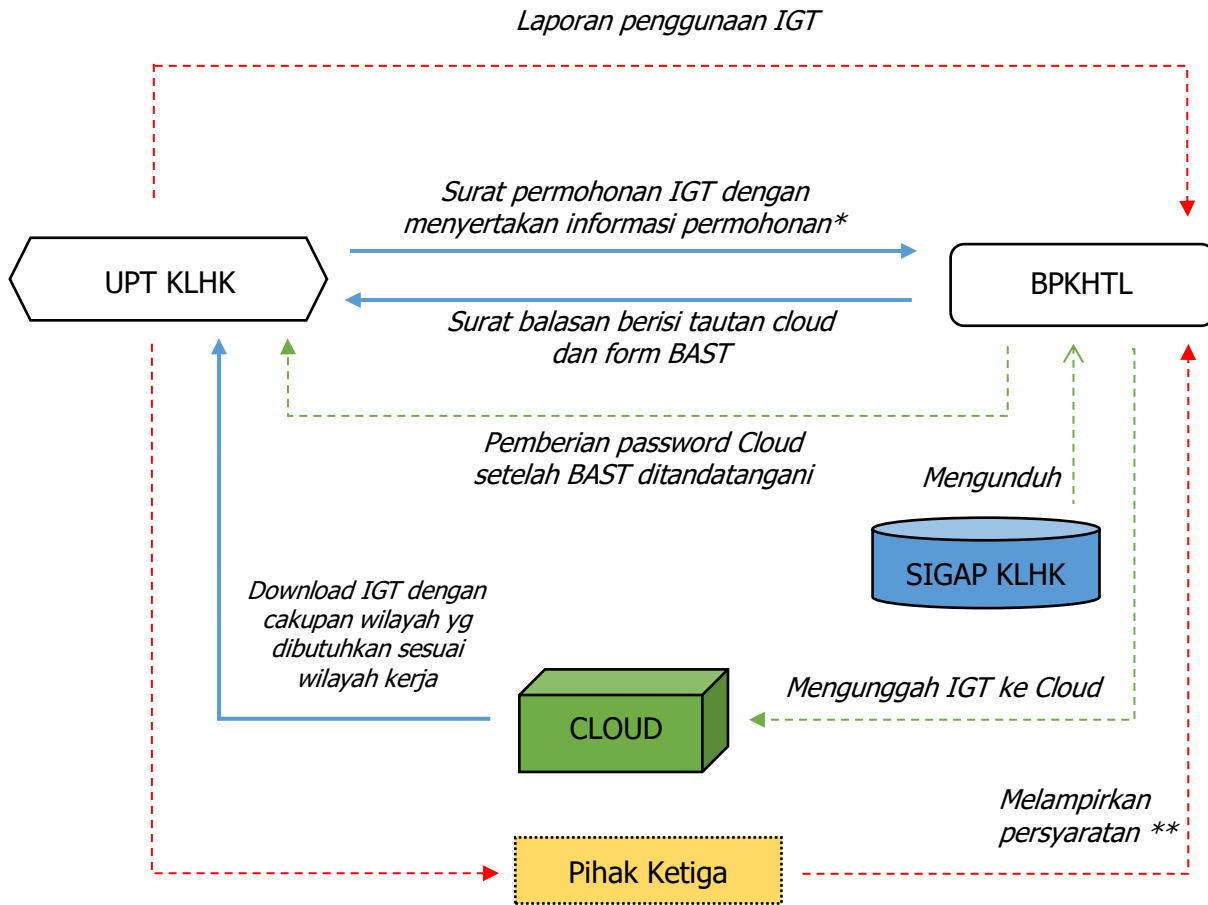 Laporan penggunaan IGT
Surat permohonan IGT dengan
menyertakan informasi permohonan*
UPT KLHK
BPKHTL
Surat balasan berisi tautan cloud
dan form BAST
Pemberian password Cloud
setelah BAST ditandatangani
Mengunduh
SIGAP KLHK
Download IGT dengan
cakupan wilayah yg
dibutuhkan sesuai
wilayah kerja
Mengunggah IGT ke Cloud
CLOUD
Melampirkan
persyaratan **
Pihak Ketiga